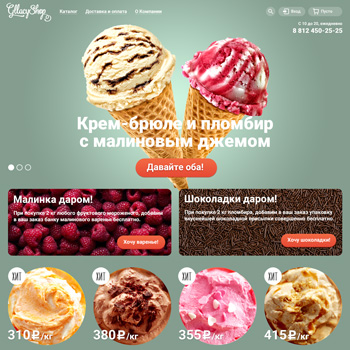 GllacyShop
Каталог
Доставка и оплата
О Компании
Вход
Пусто
С 10 до 20, ежедневно
8 812 450-25-25
Крем-брюле и пломбир
с малиновым джемом
Давайте оба!
Малинка даром!
При покупке 2 кг любого фруктового мороженого, добавим
в ваш заказ банку малинового варенья бесплатно.
Хочу варенье!
Шоколадки даром!
При покупке 2 кг пломбира, добавим в ваш заказ упаковку
вкуснейшей шоколадной присыпки совершенно бесплатно.
Хочу шоколадки!
ХИТ
ХИТ
ХИТ
ХИТ
310 ₽/кг
380 ₽/кг
355 ₽/кг
415 ₽/кг